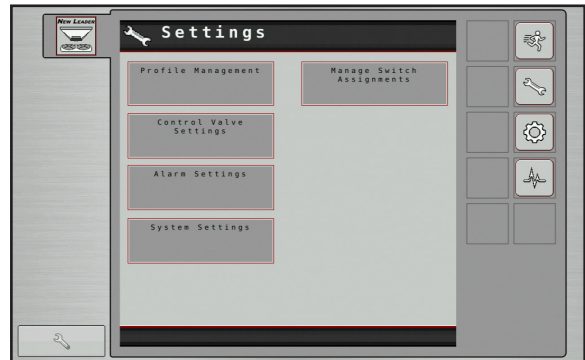 New Leader
Settings
Profile Management
Manage Switch
Assignments
Control Valve
Settings
Alarm Settings
System Settings